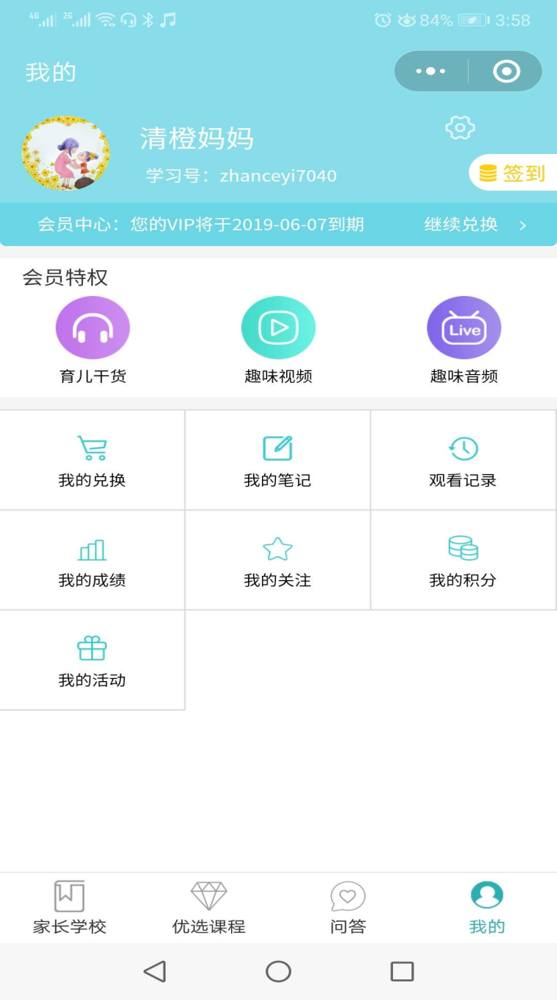 4G 2G 84% 3:58
我的
清橙妈妈
学习号：zhanceyi7040
签到
会员中心：您的VIP将于2019-06-07到期 继续兑换 >
会员特权
Live
育儿干货 趣味视频 趣味音频
我的兑换 我的笔记 观看记录
我的成绩 我的关注 我的积分
我的活动
家长学校 优选课程 问答 我的